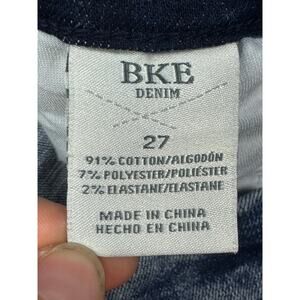 BKE
DENIM
27
91% COTTON/ALGODÓN
7% POLYESTER/POLIÉSTER
2% ELASTANE/ELASTANE
MADE IN CHINA
HECHO EN CHINA